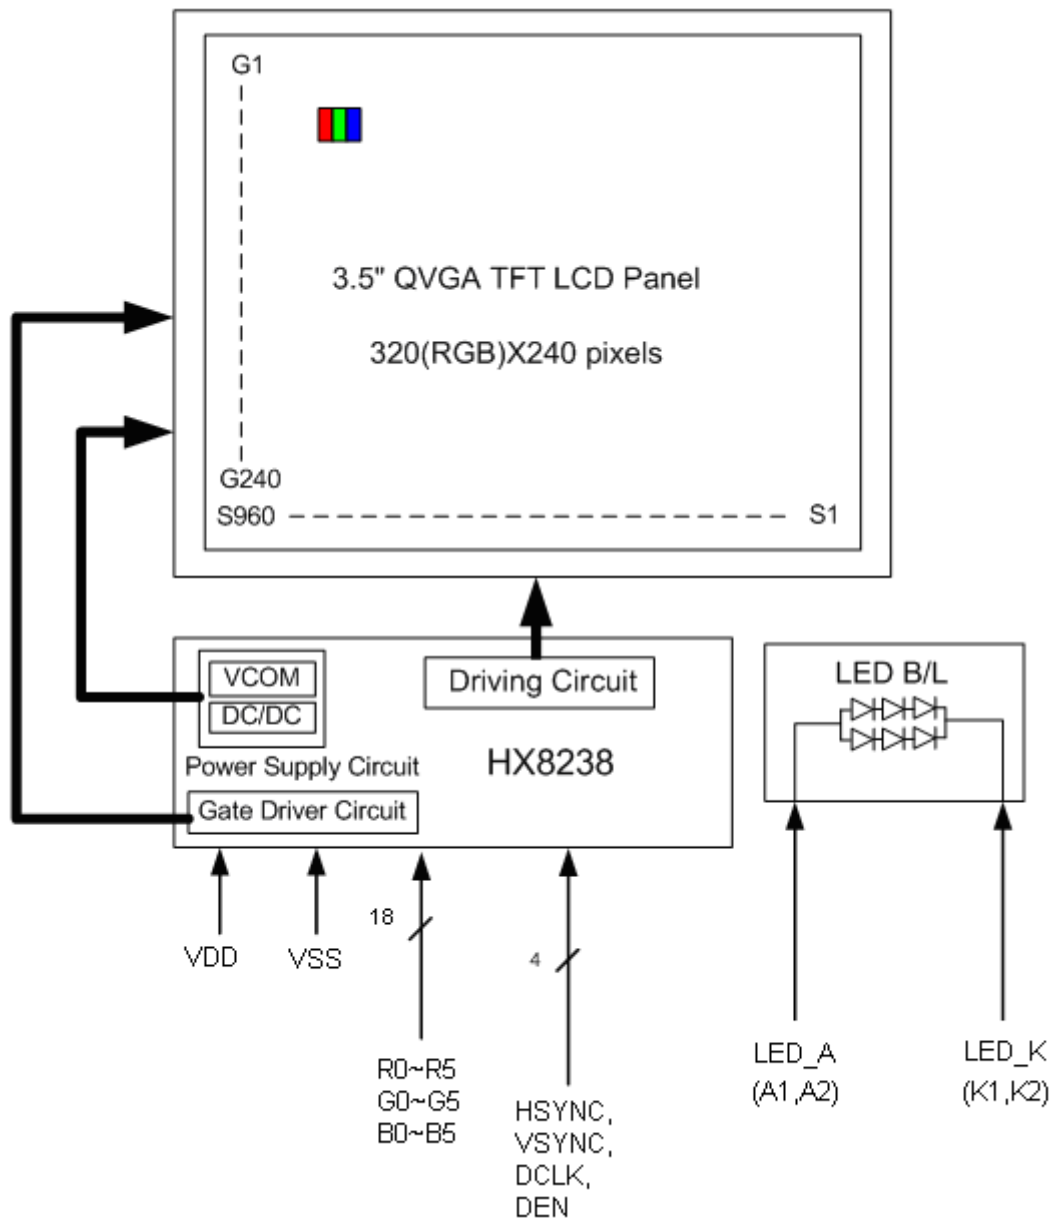 G1
3.5" QVGA TFT LCD Panel
320(RGB)X240 pixels
G240
S960
S1
VCOM
DC/DC
Power Supply Circuit
Gate Driver Circuit
Driving Circuit
HX8238
LED B/L
18
4
VDD
VSS
R0~R5
G0~G5
B0~B5
HSYNC,
VSYNC,
DCLK,
DEN
LED_A
(A1,A2)
LED_K
(K1,K2)